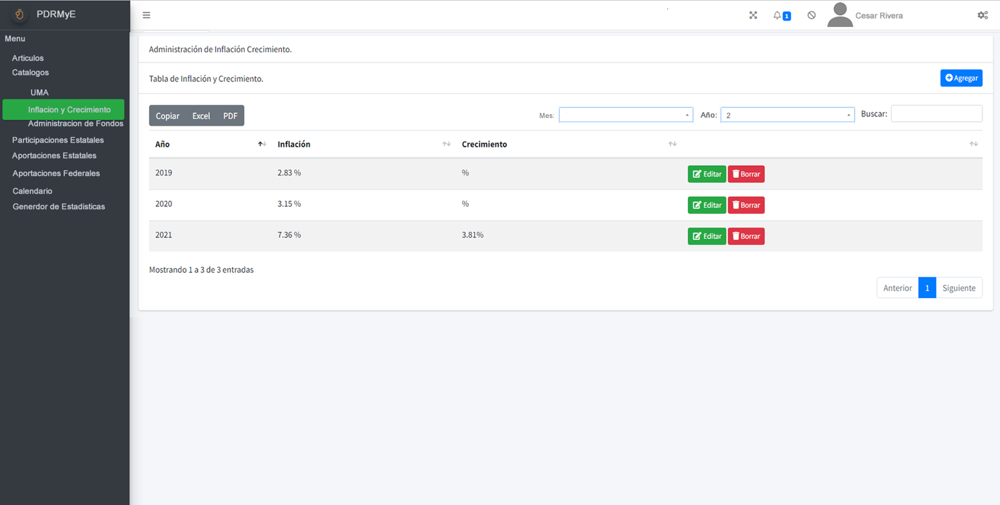 PDRMyE
1
Cesar Rivera
Menu
Articulos
Catalogos
UMA
Inflacion y Crecimiento
Administracion de Fondos
Participaciones Estatales
Aportaciones Estatales
Aportaciones Federales
Calendario
Generdor de Estadisticas
Administración de Inflación Crecimiento.
Tabla de Inflación y Crecimiento.
Agregar
Copiar Excel PDF
Mes: Año: 2 Buscar:
Año Inflación Crecimiento
2019 2.83 % % Editar Borrar
2020 3.15 % % Editar Borrar
2021 7.36 % 3.81% Editar Borrar
Mostrando 1 a 3 de 3 entradas
Anterior 1 Siguiente